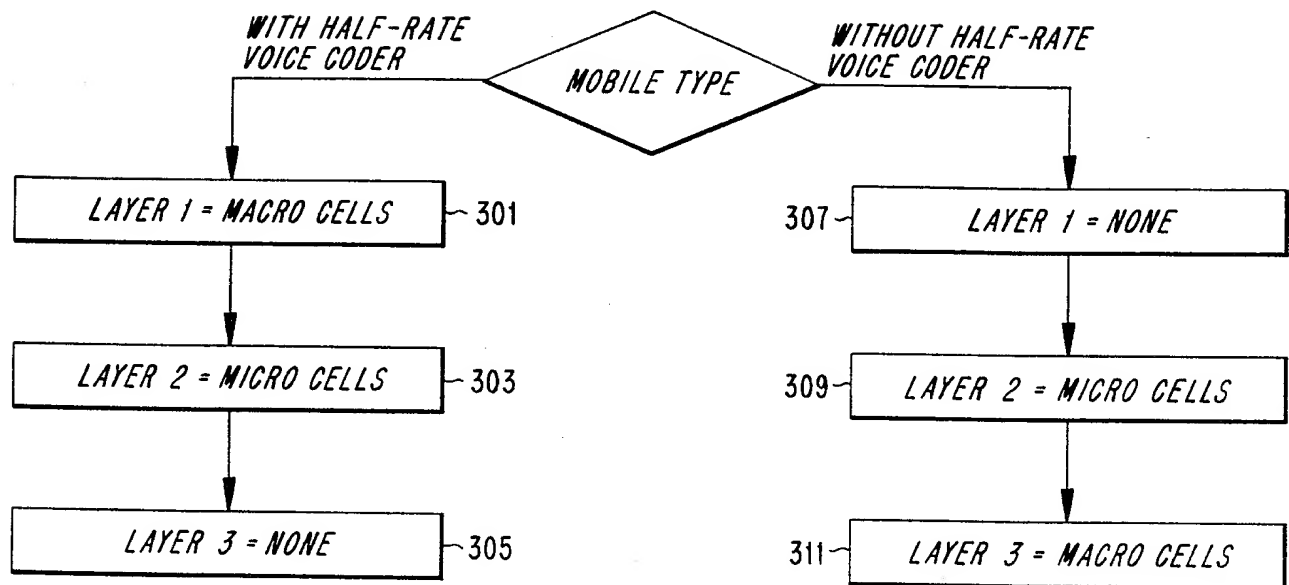 WITH HALF-RATE
VOICE CODER
MOBILE TYPE
WITHOUT HALF-RATE
VOICE CODER
LAYER 1 = MACRO CELLS
301
307
LAYER 1 = NONE
LAYER 2 = MICRO CELLS
303
309
LAYER 2 = MICRO CELLS
LAYER 3 = NONE
305
311
LAYER 3 = MACRO CELLS